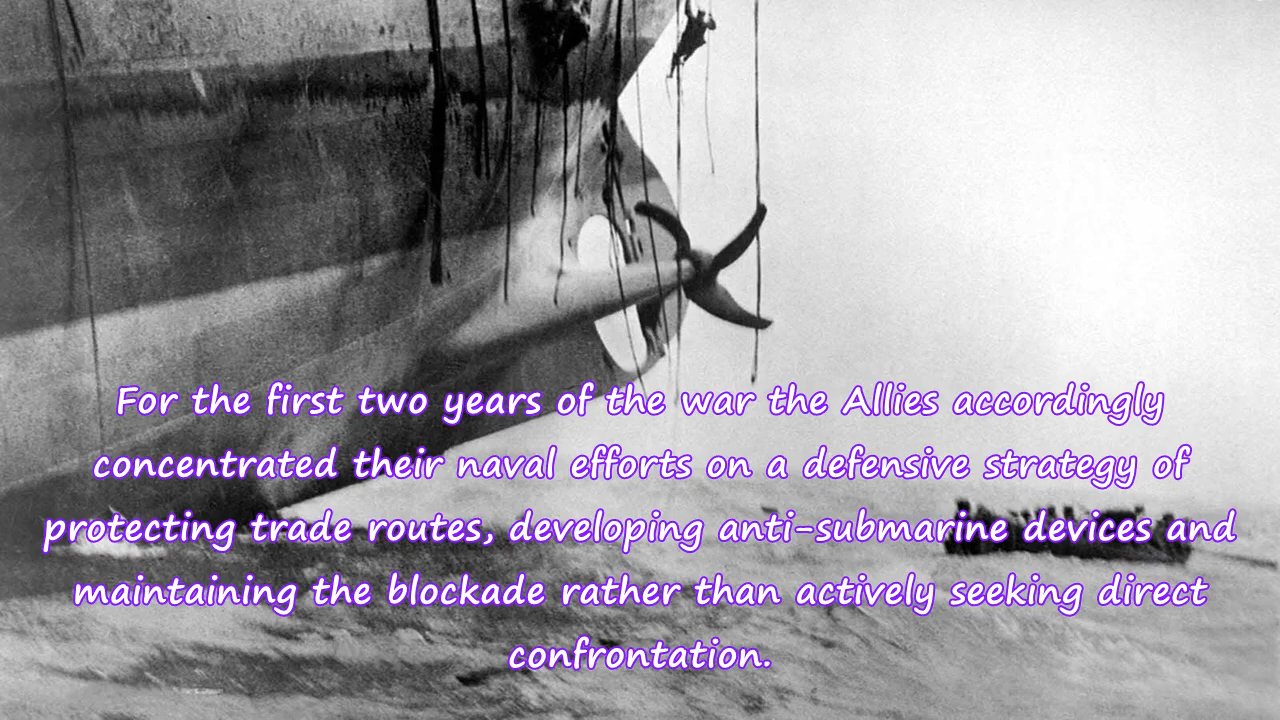 For the first two years of the war the Allies accordingly
concentrated their naval efforts on a defensive strategy of
protecting trade routes, developing anti-submarine devices and
maintaining the blockade rather than actively seeking direct
confrontation.